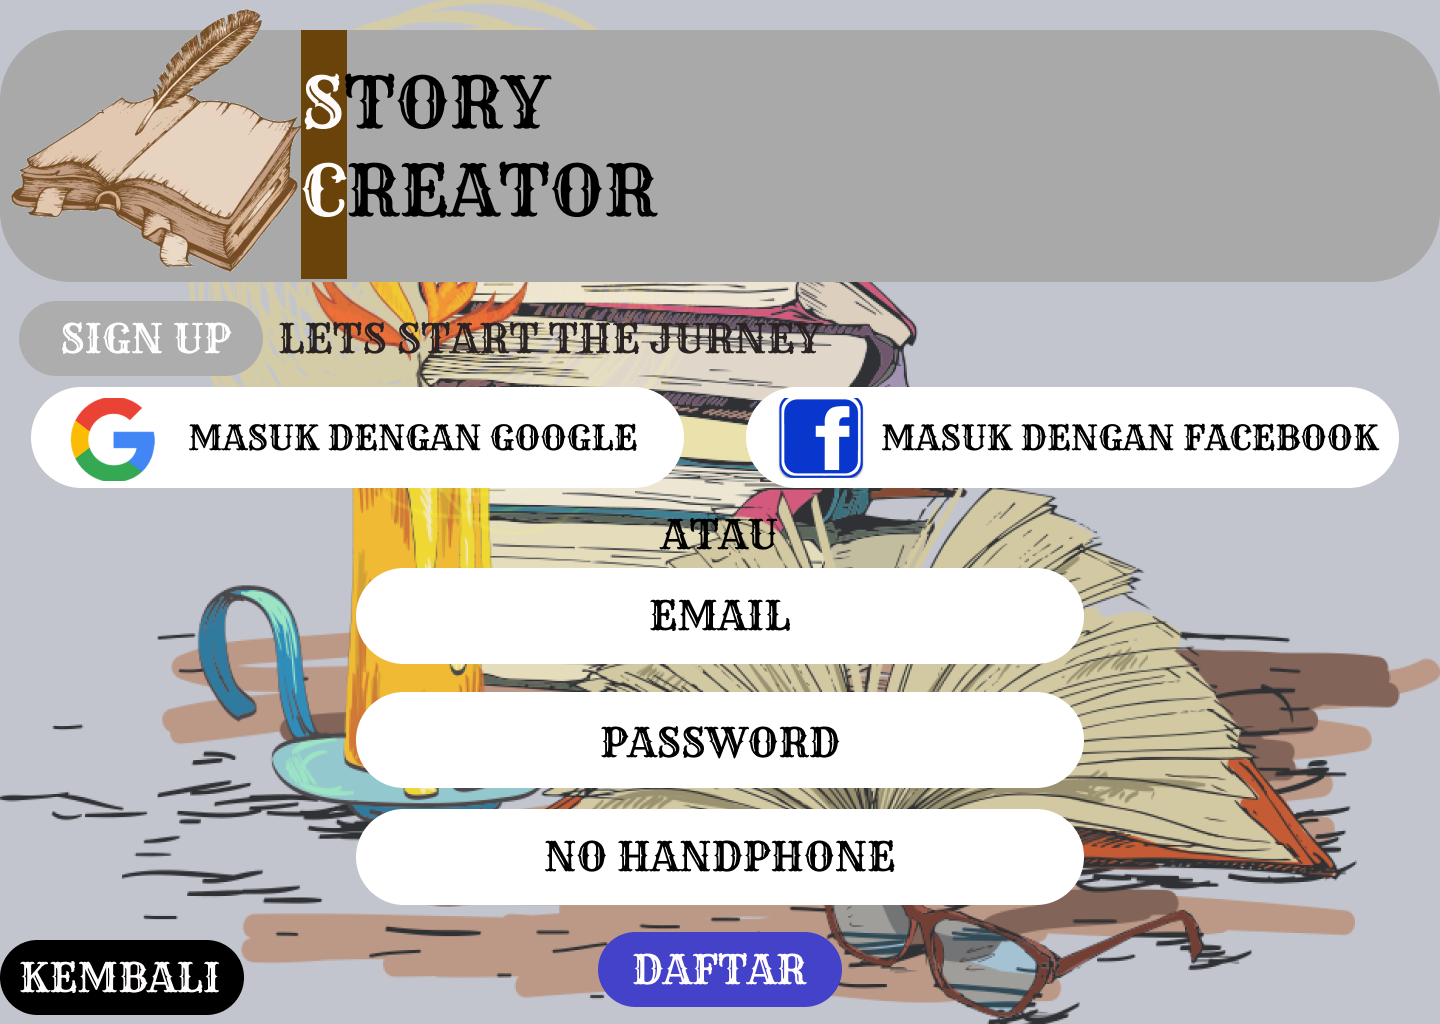 STORY
CREATOR
SIGN UP
LETS START THE JURNEY
MASUK DENGAN GOOGLE
MASUK DENGAN FACEBOOK
ATAU
EMAIL
PASSWORD
NO HANDPHONE
KEMBALI
DAFTAR